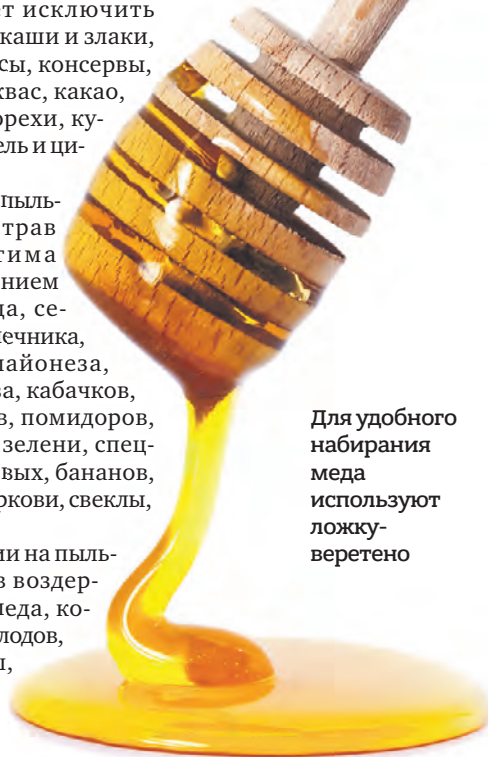 ет исключить
каши и злаки,
сы, консервы,
квас, какао,
орехи, ку-
ель и ци-
пыль-
трав
тима
нием
да, се-
ечника,
майонеза,
ва, кабачков,
в, помидоров,
зелени, спец-
вых, бананов,
ркови, свеклы,
ии на пыль-
в воздер-
меда, ко-
лодов,
ы,
Для удобного
набирания
меда
используют
ложку-
веретено